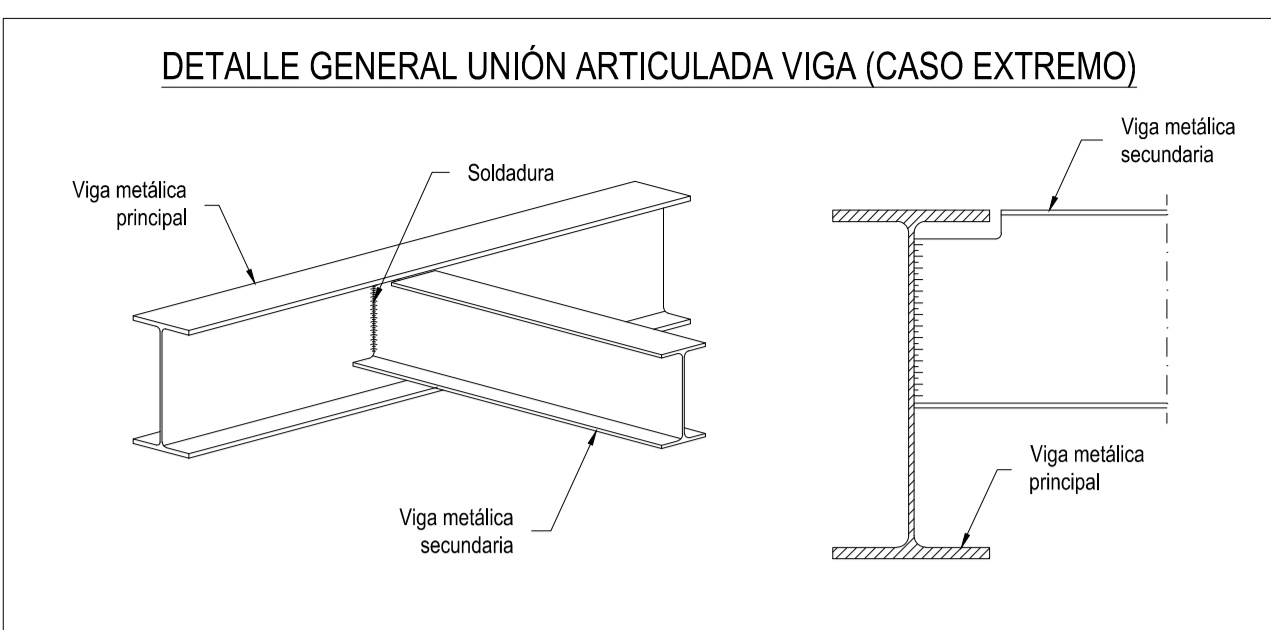 DETALLE GENERAL UNIÓN ARTICULADA VIGA (CASO EXTREMO)
Viga metálica
principal
Soldadura
Viga metálica
secundaria
Viga metálica
secundaria
Viga metálica
principal